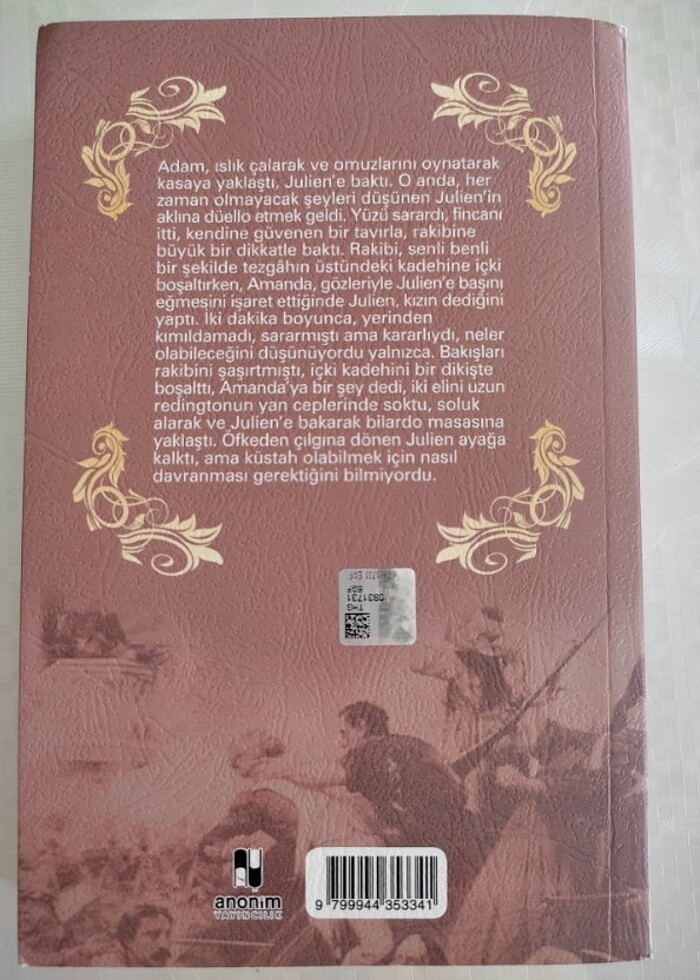 Adam, ıslık çalarak ve omuzlarını oynatarak
kasaya yaklaştı, Julien'e baktı. O anda, her
zaman olmayacak şeyleri düşünen Julien'in
aklına düello etmek geldi. Yüzü sarardı, fincanı
itti, kendine güvenen bir tavırla, rakibine
büyük bir dikkatle baktı. Rakibi, senli benli
bir şekilde tezgâhın üstündeki kadehine içki
boşaltırken, Amanda, gözleriyle Julien'e başını
eğmesini işaret ettiğinde Julien, kızın dediğini
yaptı. İki dakika boyunca, yerinden
kımıldamadı, sararmıştı ama kararlıydı, neler
olabileceğini düşünüyordu yalnızca. Bakışları
rakibini şaşırtmıştı, içki kadehini bir dikişte
boşalttı, Amanda'ya bir şey dedi, iki elini uzun
redingtonun yan ceplerinde soktu, soluk
alarak ve Julien'e bakarak bilardo masasına
yaklaştı. Öfkeden çılgına dönen Julien ayağa
kalktı, ama küstah olabilmek için nasıl
davranması gerektiğini bilmiyordu.
THG
0931731
BGF
anonim
YAYINCILIK
9 799944 353341